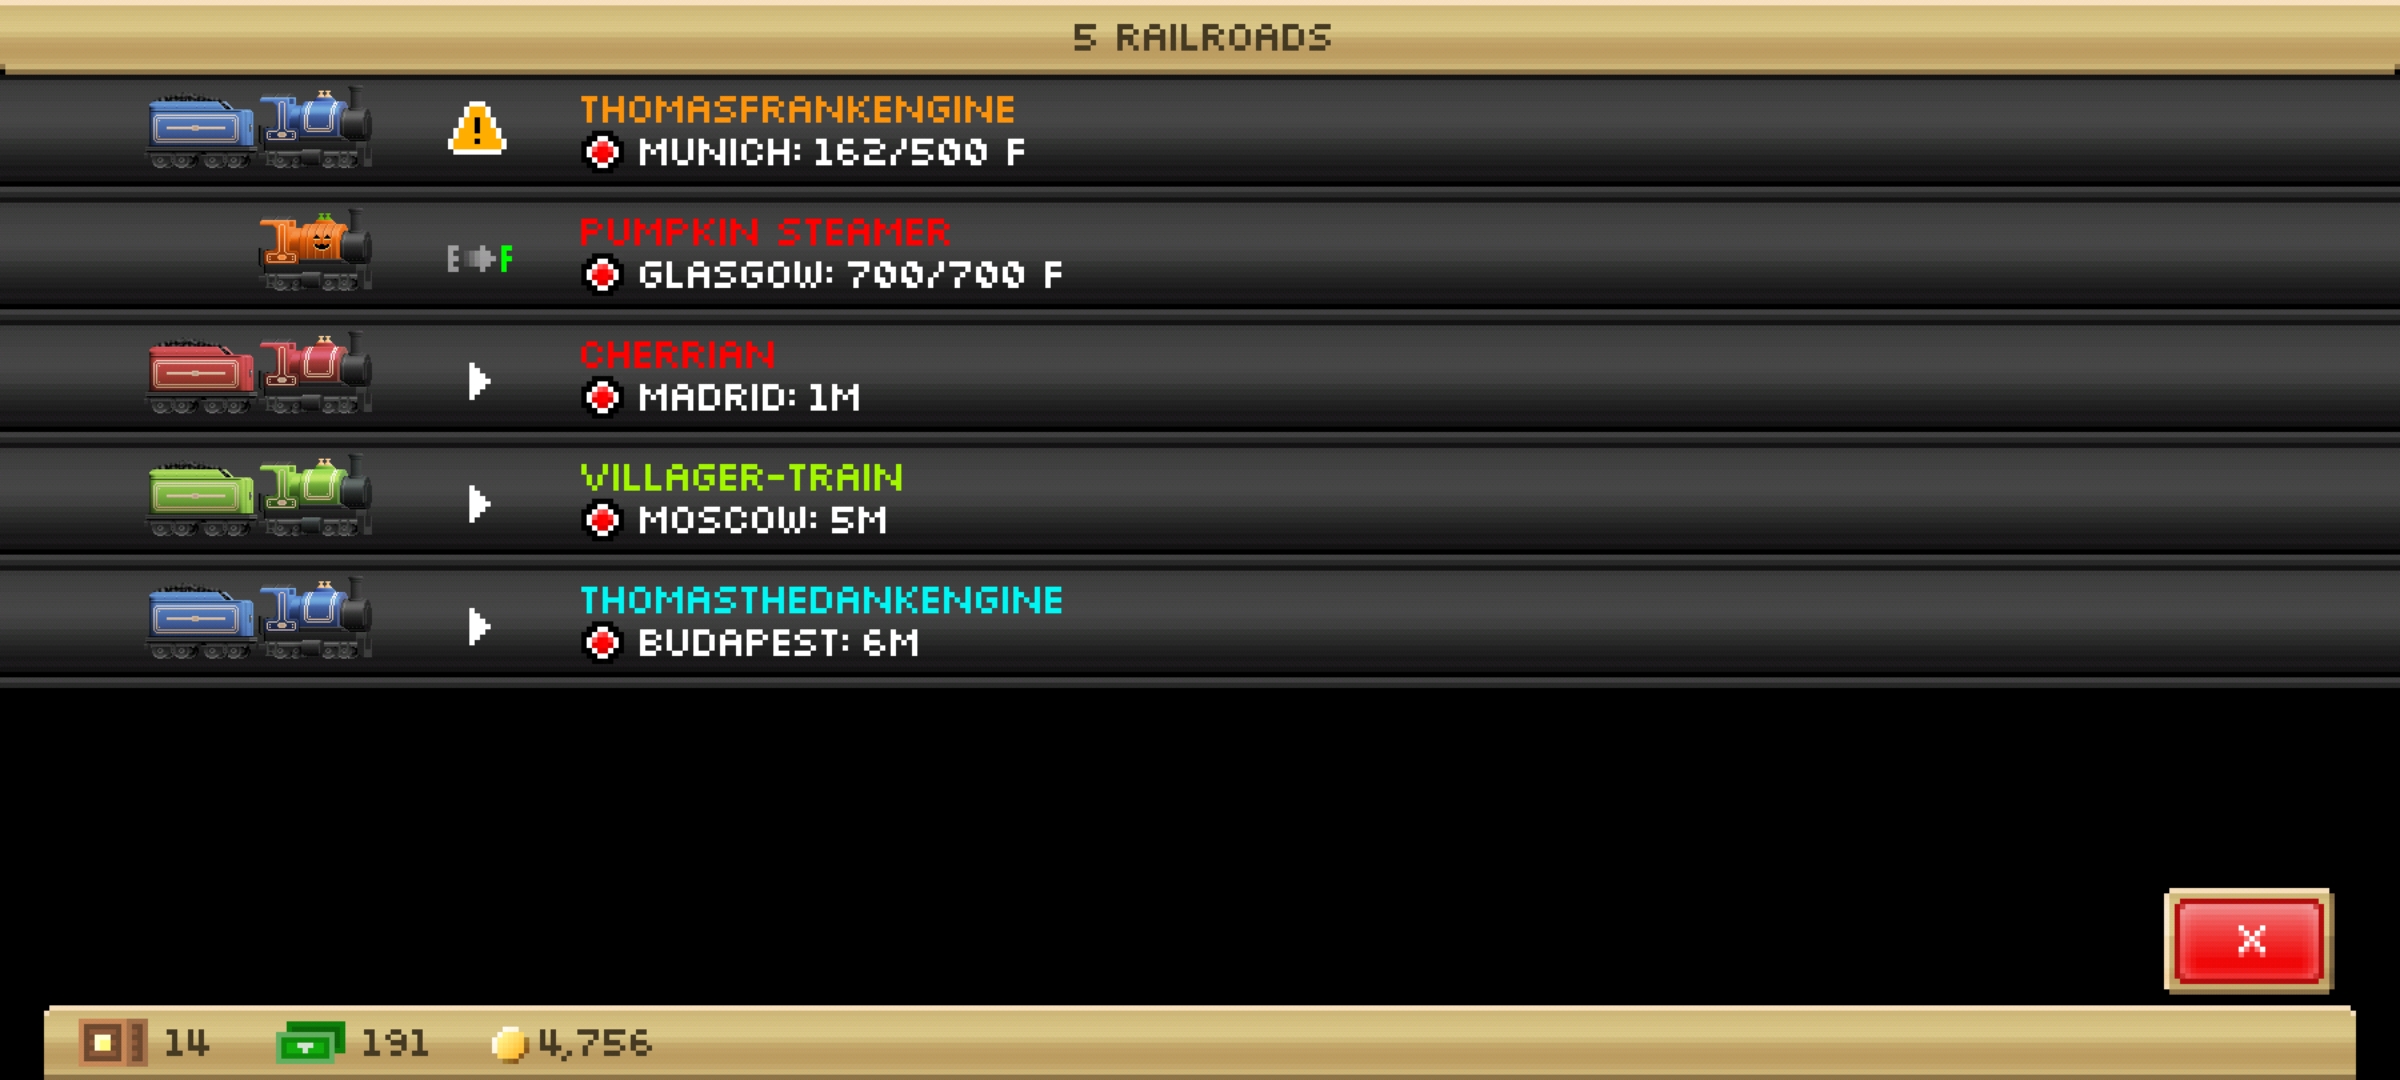 5 RAILROADS
THOMASFRANKENGINE
MUNICH: 162/500 F
E F
PUMPKIN STEAMER
GLASGOW: 700/700 F
CHERRIAN
MADRID: 1M
VILLAGER-TRAIN
MOSCOW: 5M
THOMASTHEDANKENGINE
BUDAPEST: 6M
X
14 191 4,756